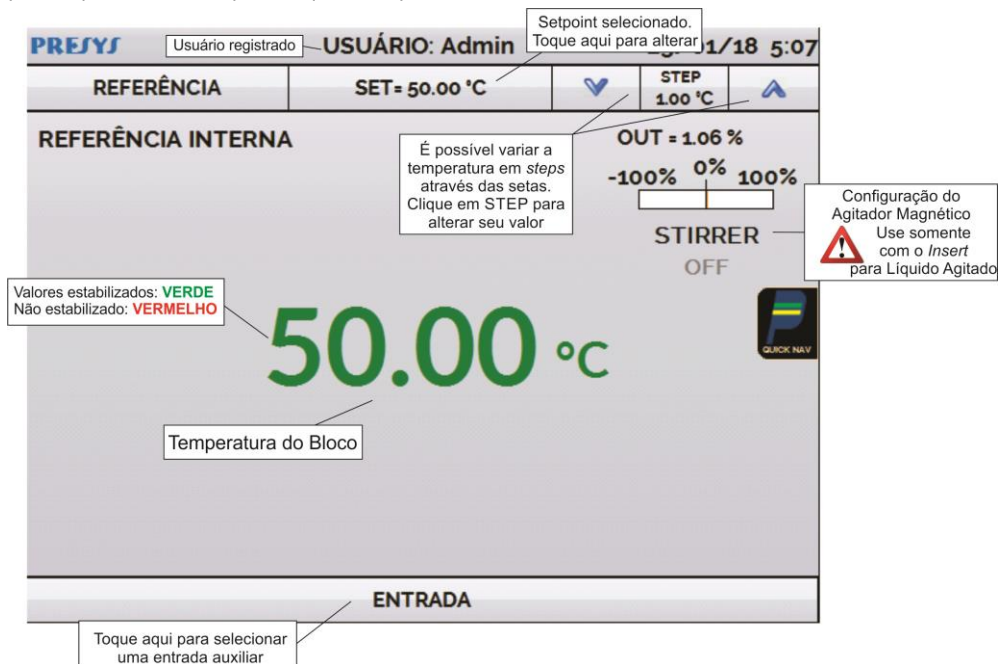 Setpoint selecionado.
Toque aqui para alterar
PRESYS
Usuário registrado
USUÁRIO: Admin
01/18 5:07
REFERÊNCIA
SET= 50.00 °C
STEP
1.00 °C
REFERÊNCIA INTERNA
É possível variar a
temperatura em steps
através das setas.
Clique em STEP para
alterar seu valor
OUT = 1.06 %
-100% 0% 100%
STIRRER
OFF
Configuração do
Agitador Magnético
Use somente
com o Insert
para Líquido Agitado
QUICK NAV
Valores estabilizados: VERDE
Não estabilizado: VERMELHO
50.00 °C
Temperatura do Bloco
ENTRADA
Toque aqui para selecionar
uma entrada auxiliar